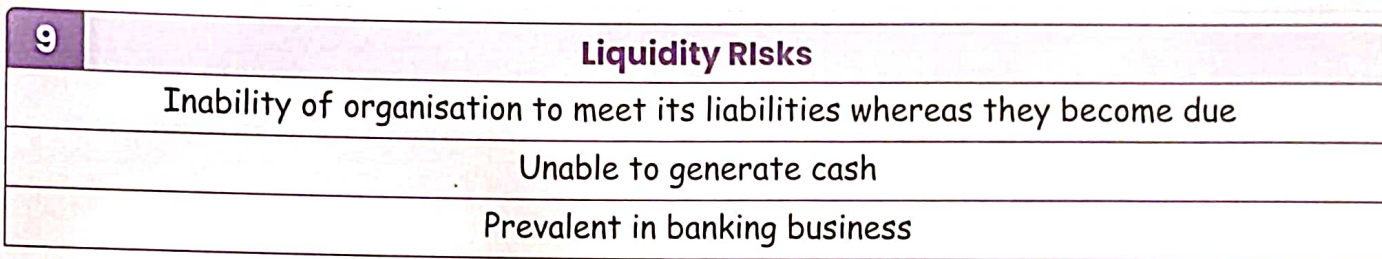 9
Liquidity RIsks
Inability of organisation to meet its liabilities whereas they become due
Unable to generate cash
Prevalent in banking business